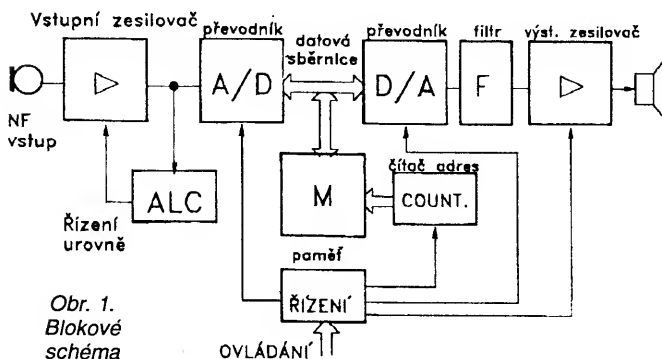 Vstupní zesilovač
převodník
datová
sběrnice
převodník
filtr
výst. zesilovač
A/D
D/A
F
NF
vstup
ALC
Řízení
urovně
M
čítač adres
COUNT.
paměť
ŘÍZENÍ
OVLÁDÁNÍ
Obr. 1.
Blokové
schéma